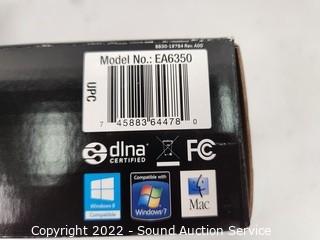 8830-19784 Rev. A00
Model No.: EA6350
UPC
7 45883 64478 0
dlna
CERTIFIED
FC
Windows 8
Compatible
Compatible with
Windows 7
Mac
Copyright 2022 - Sound Auction Service